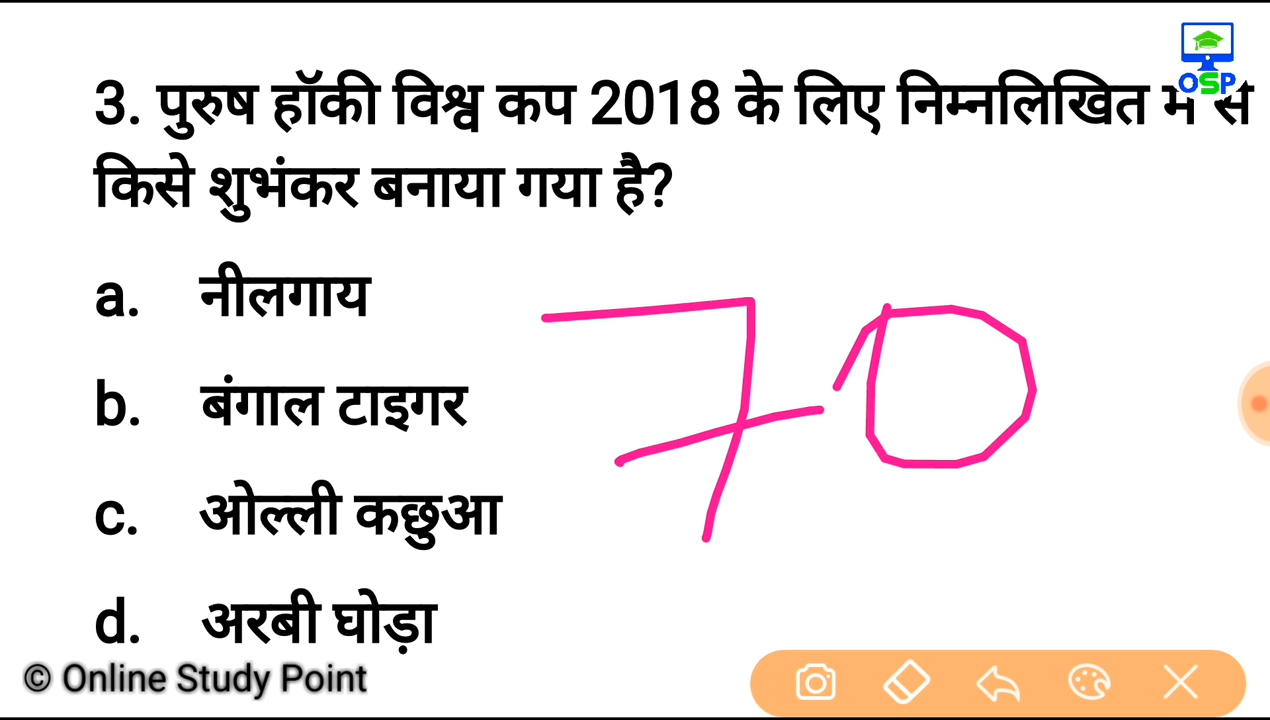 OSP
3. पुरुष हॉकी विश्व कप 2018 के लिए निम्नलिखित में से
किसे शुभंकर बनाया गया है?
a. नीलगाय
b. बंगाल टाइगर
70
c. ओल्ली कछुआ
d. अरबी घोड़ा
© Online Study Point